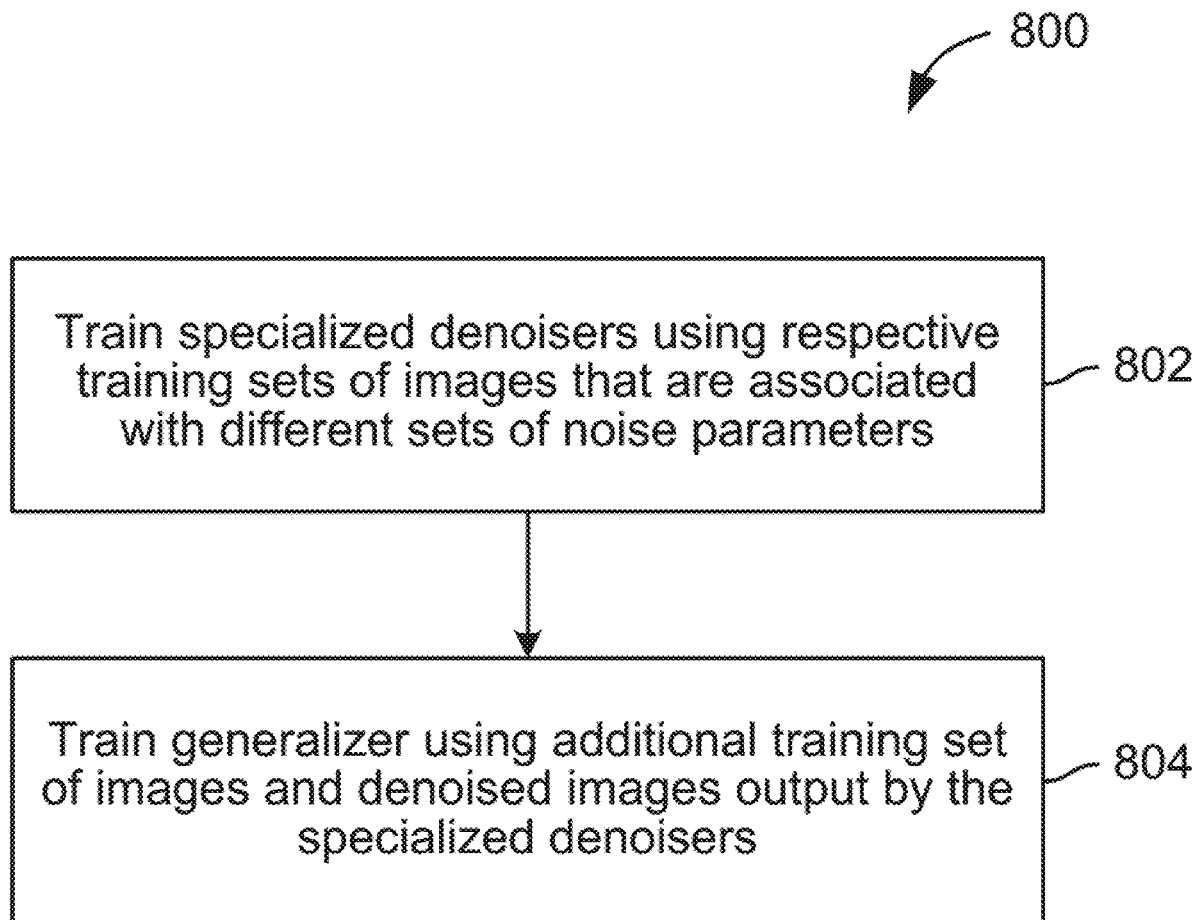 800
Train specialized denoisers using respective
training sets of images that are associated
with different sets of noise parameters
802
Train generalizer using additional training set
of images and denoised images output by the
specialized denoisers
804